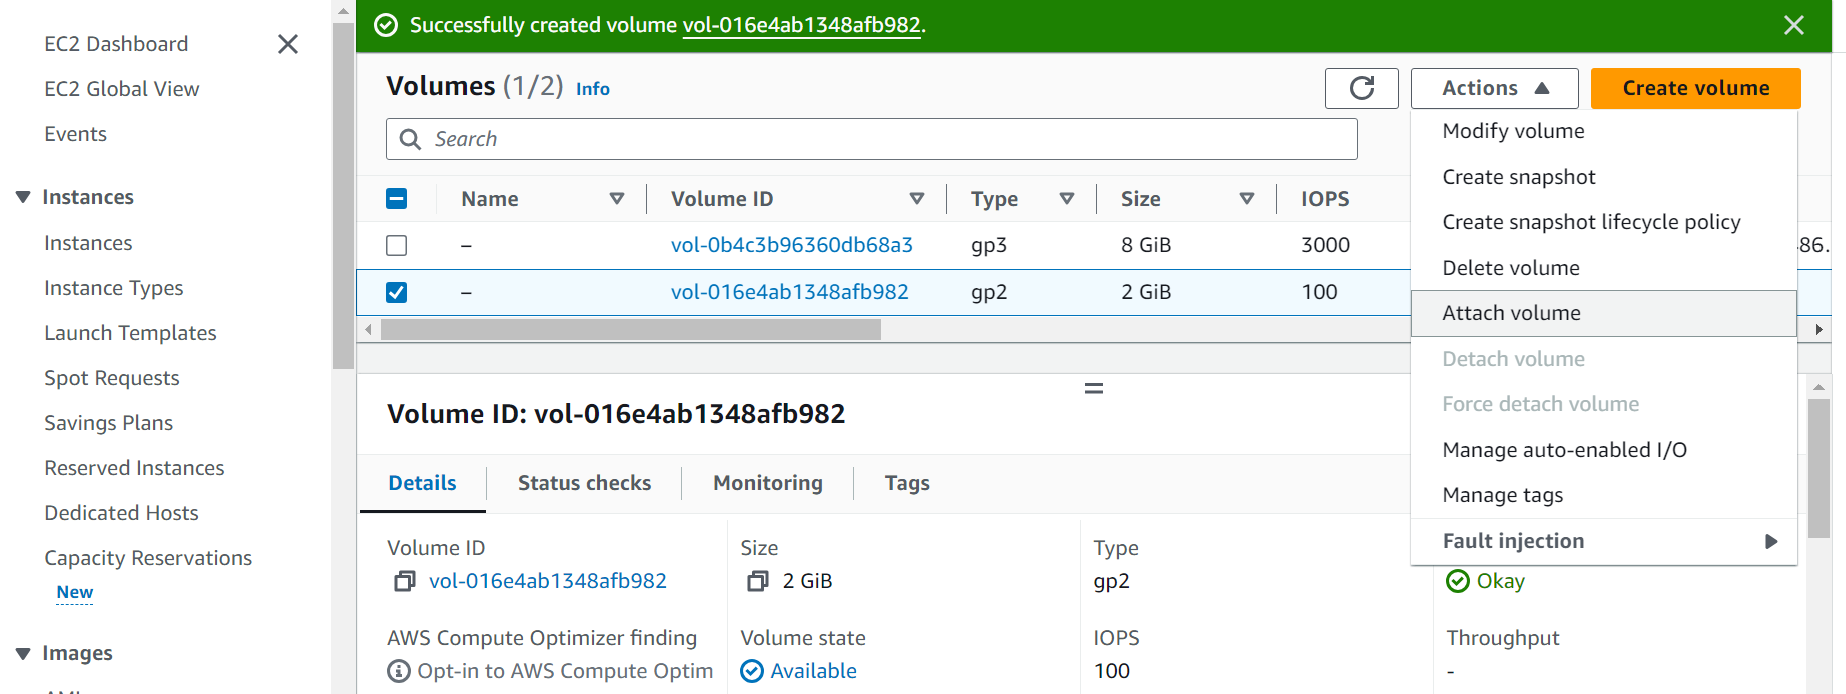 EC2 Dashboard
EC2 Global View
Events
Instances
Instances
Instance Types
Launch Templates
Spot Requests
Savings Plans
Reserved Instances
Dedicated Hosts
Capacity Reservations
New
Images
Successfully created volume vol-016e4ab1348afb982.
Volumes (1/2) Info
Actions
Create volume
Search
Name Volume ID Type Size IOPS
– vol-0b4c3b96360db68a3 gp3 8 GiB 3000
– vol-016e4ab1348afb982 gp2 2 GiB 100
Modify volume
Create snapshot
Create snapshot lifecycle policy
Delete volume
Attach volume
Detach volume
Force detach volume
Manage auto-enabled I/O
Manage tags
Fault injection
Volume ID: vol-016e4ab1348afb982
Details Status checks Monitoring Tags
Volume ID Size Type
vol-016e4ab1348afb982 2 GiB gp2 Okay
AWS Compute Optimizer finding Volume state IOPS Throughput
Opt-in to AWS Compute Optim Available 100 -